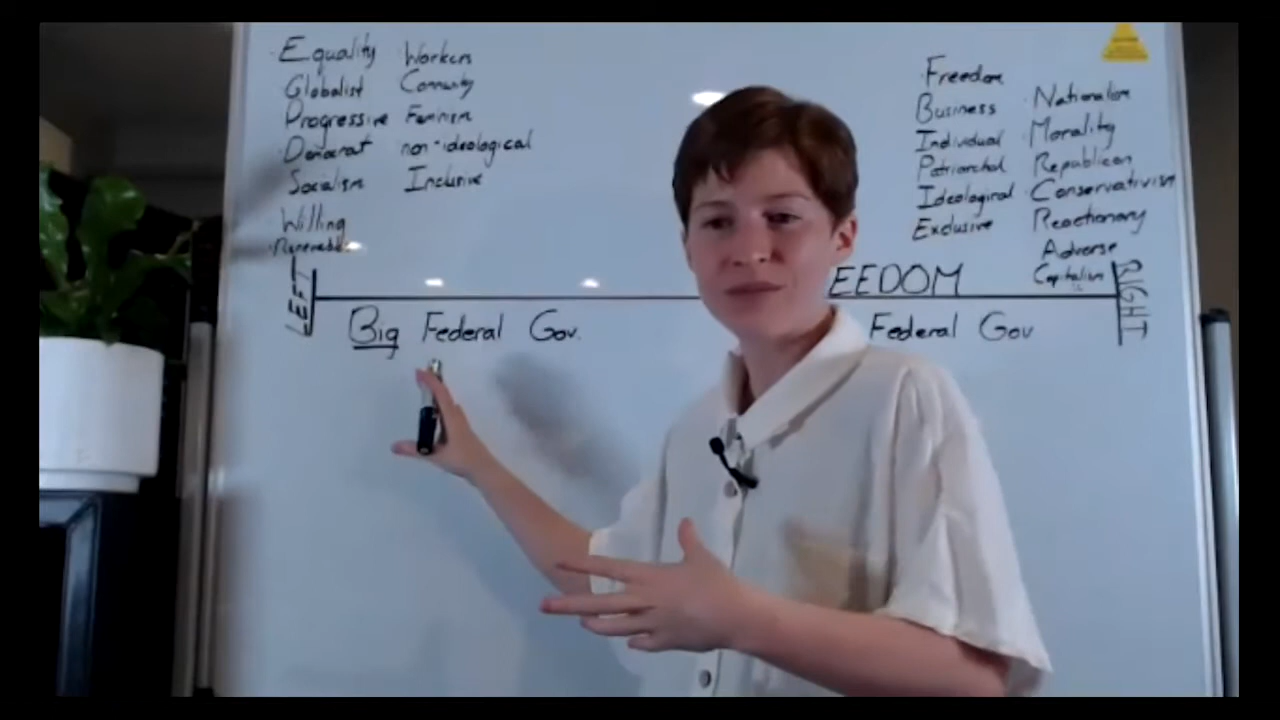 Equality Workers
Globalist Community
Progressive Feminism
Democrat non-ideological
Socialism Inclusive
Willing
Freedom
Business Nationalism
Individual Morality
Patriarchal Republican
Ideological Conservativism
Exclusive Reactionary
Adverse
Capitalism
LEFT
EEDOM
RIGHT
Big Federal Gov.
Federal Gov